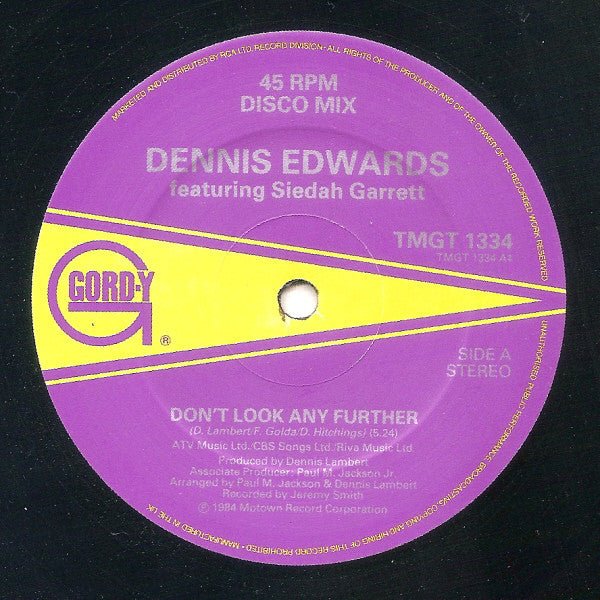 MARKETED AND DISTRIBUTED BY RCA LTD. RECORD DIVISION · ALL RIGHTS OF THE PRODUCER AND OF THE OWNER OF THE RECORDED WORK RESERVED.
UNAUTHORISED PUBLIC PERFORMANCE, BROADCASTING, COPYING AND HIRING OF THIS RECORD PROHIBITED · MANUFACTURED IN THE UK
45 RPM
DISCO MIX
DENNIS EDWARDS
featuring Siedah Garrett
TMGT 1334
TMGT 1334 A4
GORD-Y
®
SIDE A
STEREO
DON'T LOOK ANY FURTHER
(D. Lambert/F. Golda/D. Hitchings) (5.24)
ATV Music Ltd./CBS Songs Ltd./Riva Music Ltd.
Produced by Dennis Lambert
Associate Producer: Paul M. Jackson Jr.
Arranged by Paul M. Jackson & Dennis Lambert
Recorded by Jeremy Smith
© 1984 Motown Record Corporation